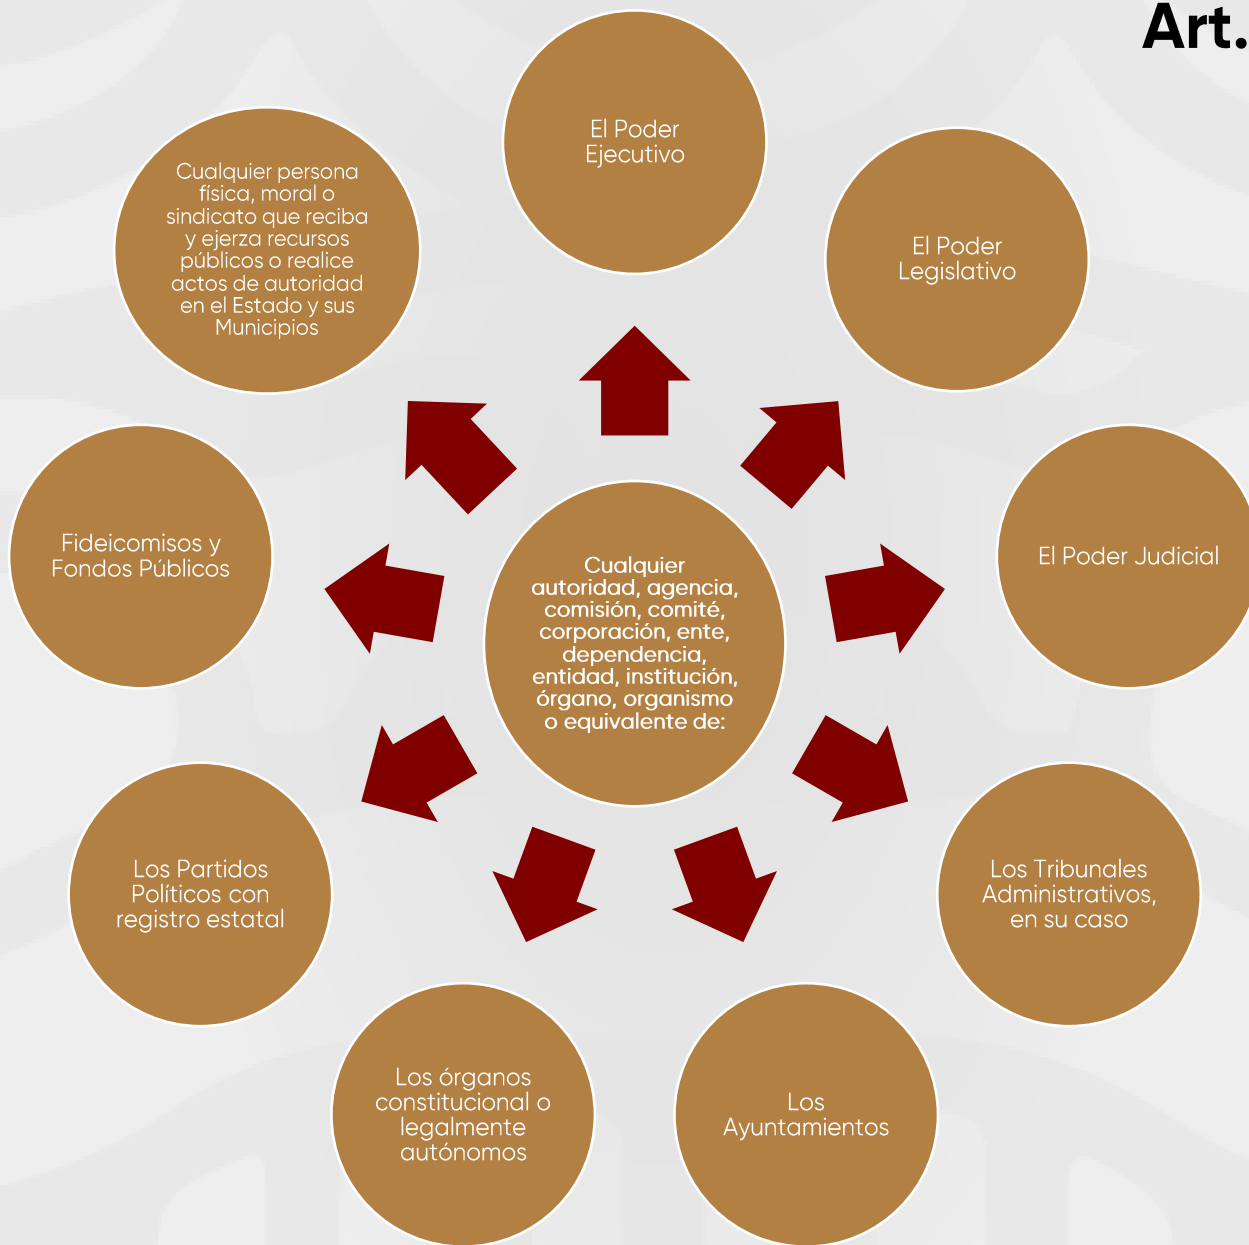 Art.
El Poder
Ejecutivo
El Poder
Legislativo
El Poder Judicial
Los Tribunales
Administrativos,
en su caso
Los
Ayuntamientos
Los órganos
constitucional o
legalmente
autónomos
Los Partidos
Políticos con
registro estatal
Fideicomisos y
Fondos Públicos
Cualquier persona
física, moral o
sindicato que reciba
y ejerza recursos
públicos o realice
actos de autoridad
en el Estado y sus
Municipios
Cualquier
autoridad, agencia,
comisión, comité,
corporación, ente,
dependencia,
entidad, institución,
órgano, organismo
o equivalente de: